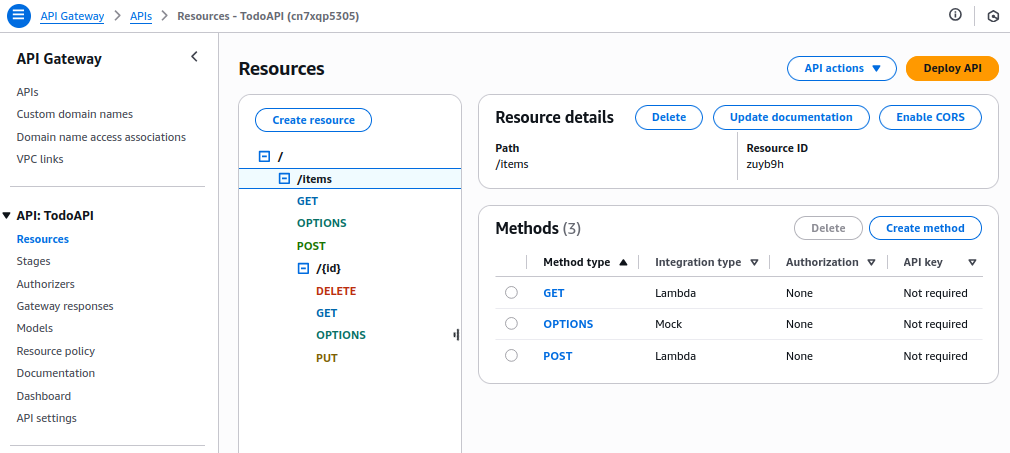 API Gateway > APIs > Resources - TodoAPI (cn7xqp5305)
API Gateway
APIs
Custom domain names
Domain name access associations
VPC links
API: TodoAPI
Resources
Stages
Authorizers
Gateway responses
Models
Resource policy
Documentation
Dashboard
API settings
Resources
API actions
Deploy API
Create resource
/
/items
GET
OPTIONS
POST
/{id}
DELETE
GET
OPTIONS
PUT
Resource details
Delete
Update documentation
Enable CORS
Path
/items
Resource ID
zuyb9h
Methods (3)
Delete
Create method
Method type Integration type Authorization API key
GET Lambda None Not required
OPTIONS Mock None Not required
POST Lambda None Not required